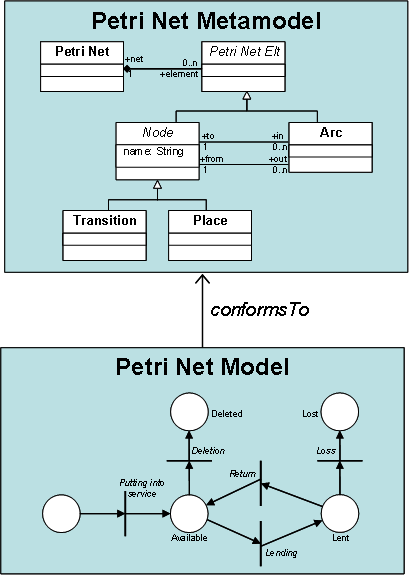 Petri Net Metamodel
Petri Net
+net
1
0..n
+element
Petri Net Elt
Node
name: String
+to
1
+in
0..n
+from
1
+out
0..n
Arc
Transition
Place
conformsTo
Petri Net Model
Deleted
Lost
Deletion
Loss
Return
Putting into
service
Available
Lending
Lent